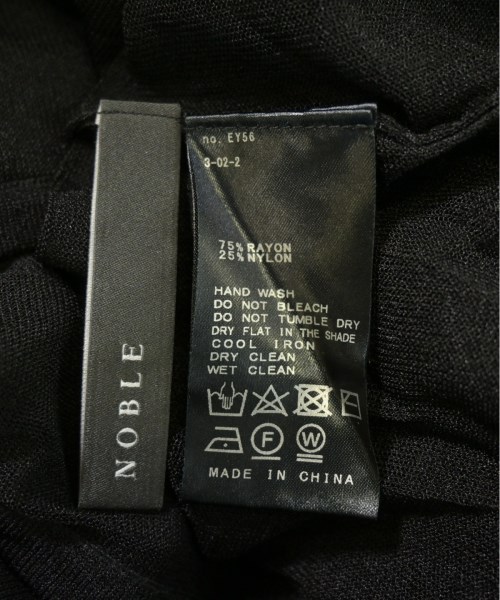 NOBLE
no. EY56
3-02-2
75% RAYON
25% NYLON
HAND WASH
DO NOT BLEACH
DO NOT TUMBLE DRY
DRY FLAT IN THE SHADE
COOL IRON
DRY CLEAN
WET CLEAN
F W
MADE IN CHINA